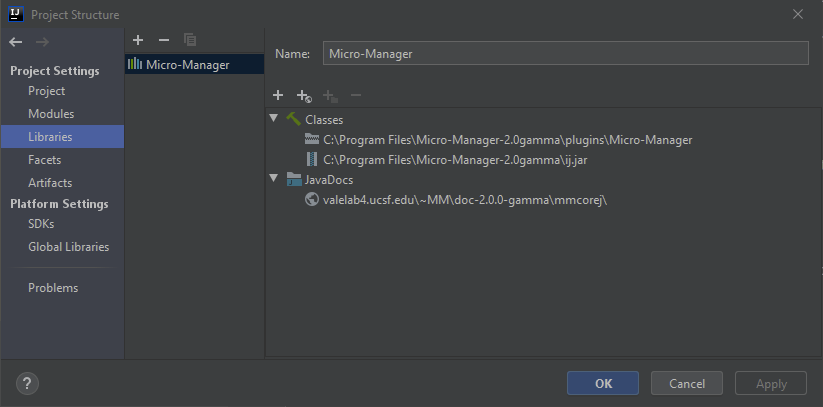 IJ
Project Structure
Project Settings
Project
Modules
Libraries
Facets
Artifacts
Platform Settings
SDKs
Global Libraries
Problems
Micro-Manager
Name: Micro-Manager
Classes
C:\Program Files\Micro-Manager-2.0gamma\plugins\Micro-Manager
C:\Program Files\Micro-Manager-2.0gamma\ij.jar
JavaDocs
valelab4.ucsf.edu\~MM\doc-2.0.0-gamma\mmcorej\
?
OK
Cancel
Apply